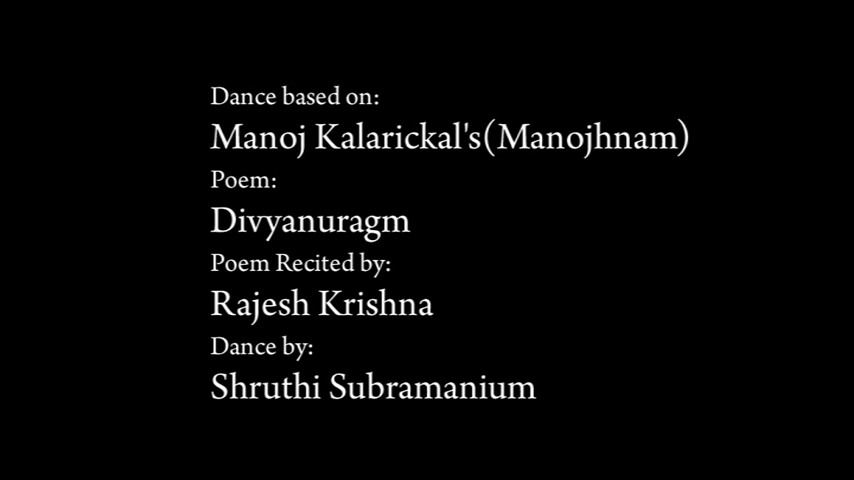 Dance based on:
Manoj Kalarickal's(Manojhnam)
Poem:
Divyanuragm
Poem Recited by:
Rajesh Krishna
Dance by:
Shruthi Subramanium